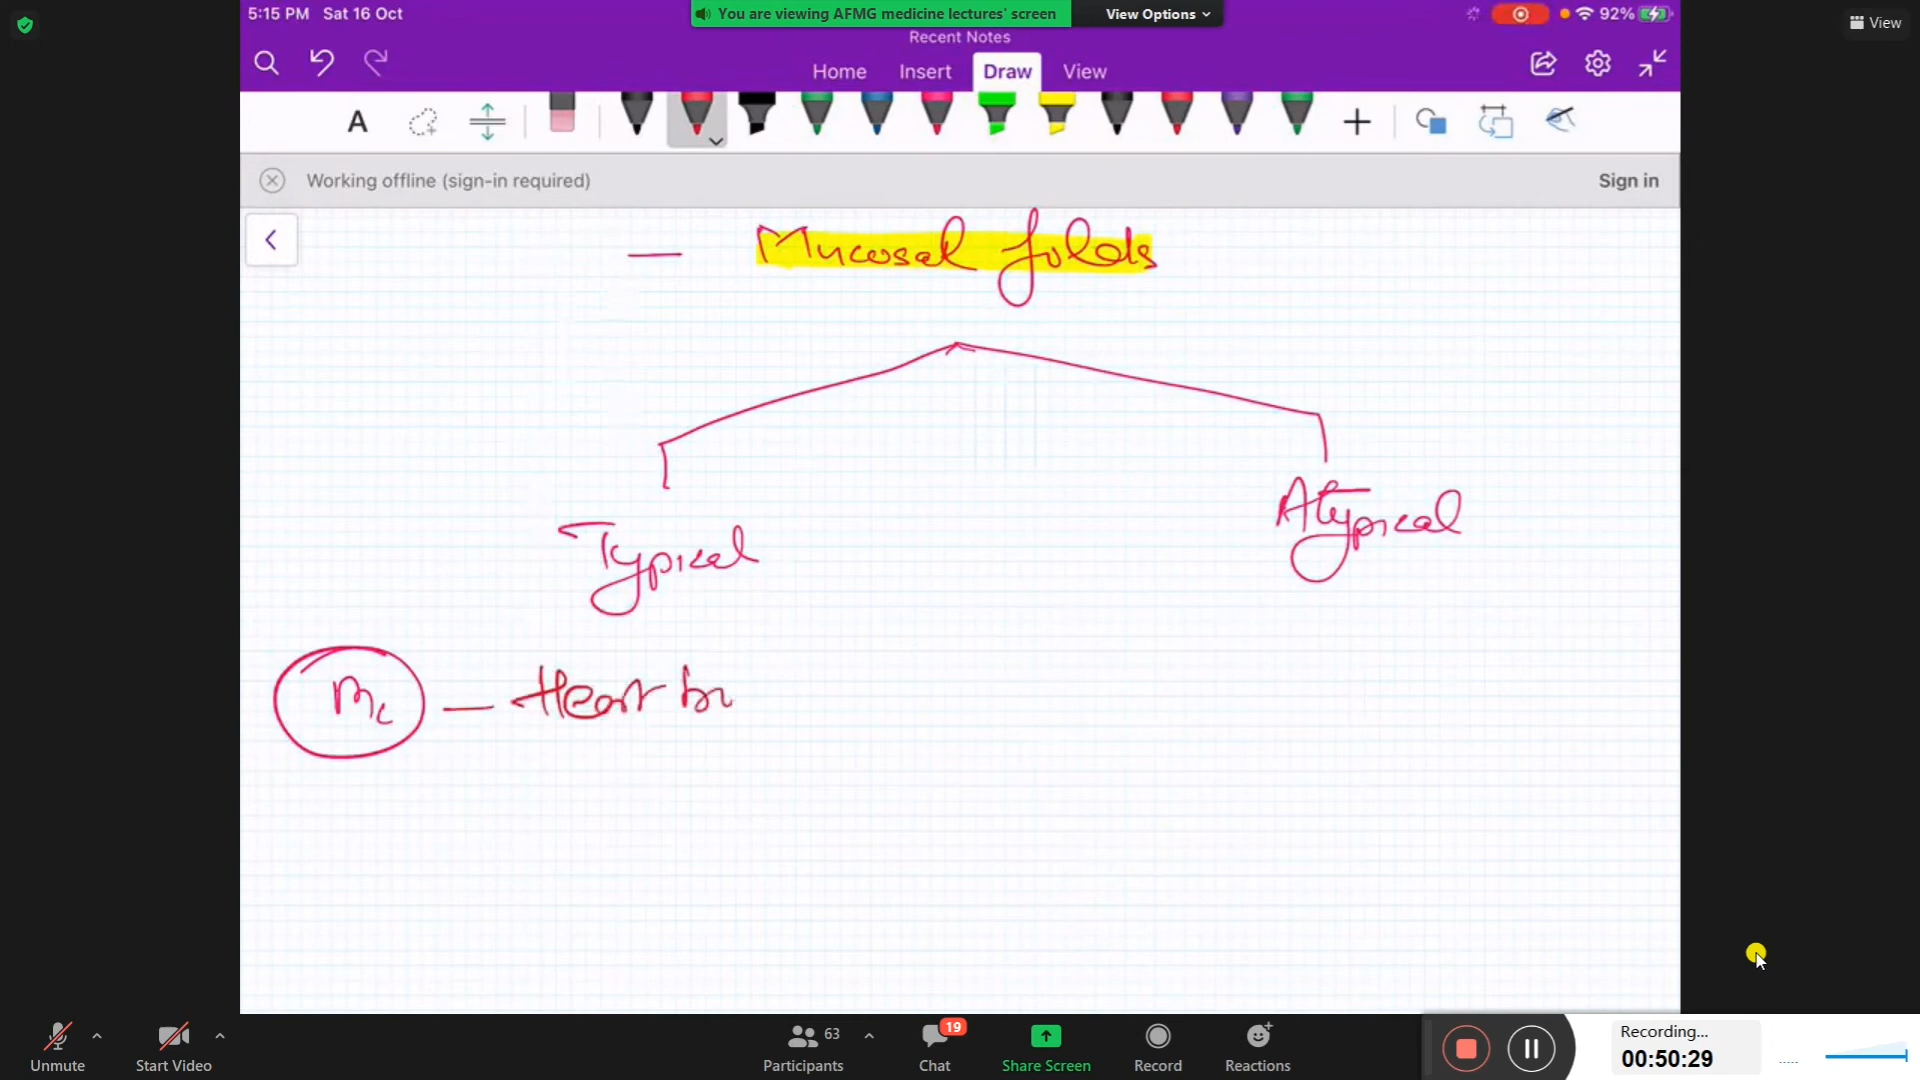 5:15 PM Sat 16 Oct
You are viewing AFMG medicine lectures' screen
View Options
92%
View
Recent Notes
Home Insert Draw View
A
Working offline (sign-in required)
Sign in
— Mucosal folds
Typical
Atypical
Mc — Heart bu
Unmute
Start Video
63
Participants
19
Chat
Share Screen
Record
Reactions
Recording...
00:50:29